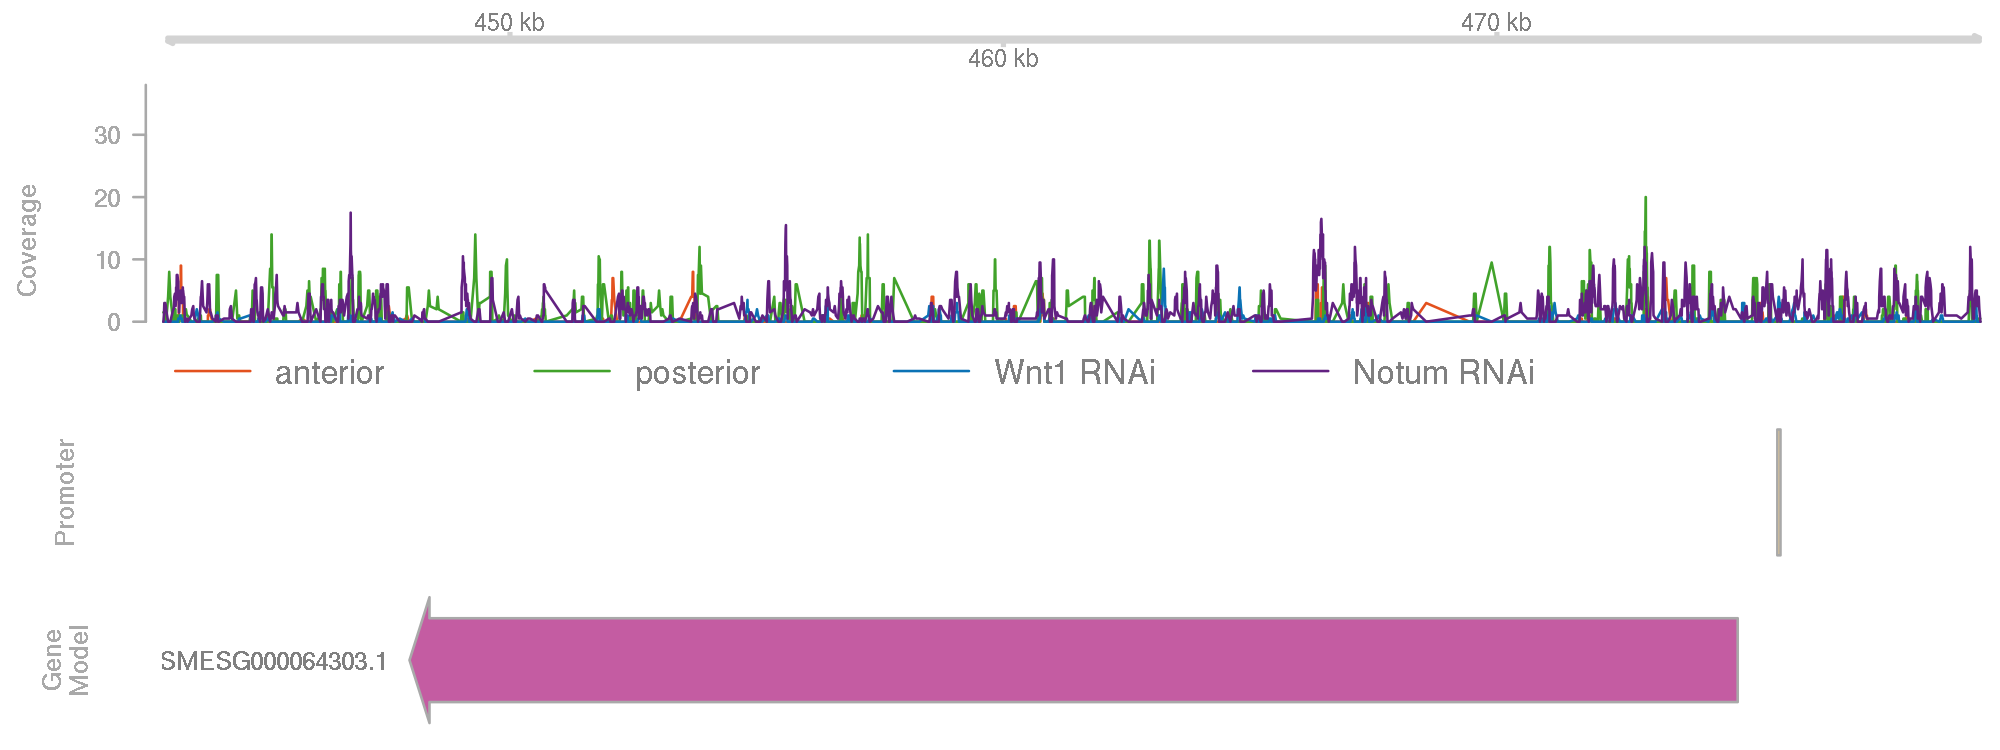 450 kb
470 kb
460 kb
Coverage
30
20
10
0
anterior
posterior
Wnt1 RNAi
Notum RNAi
Promoter
0
Gene
Model
SMESG000064303.1